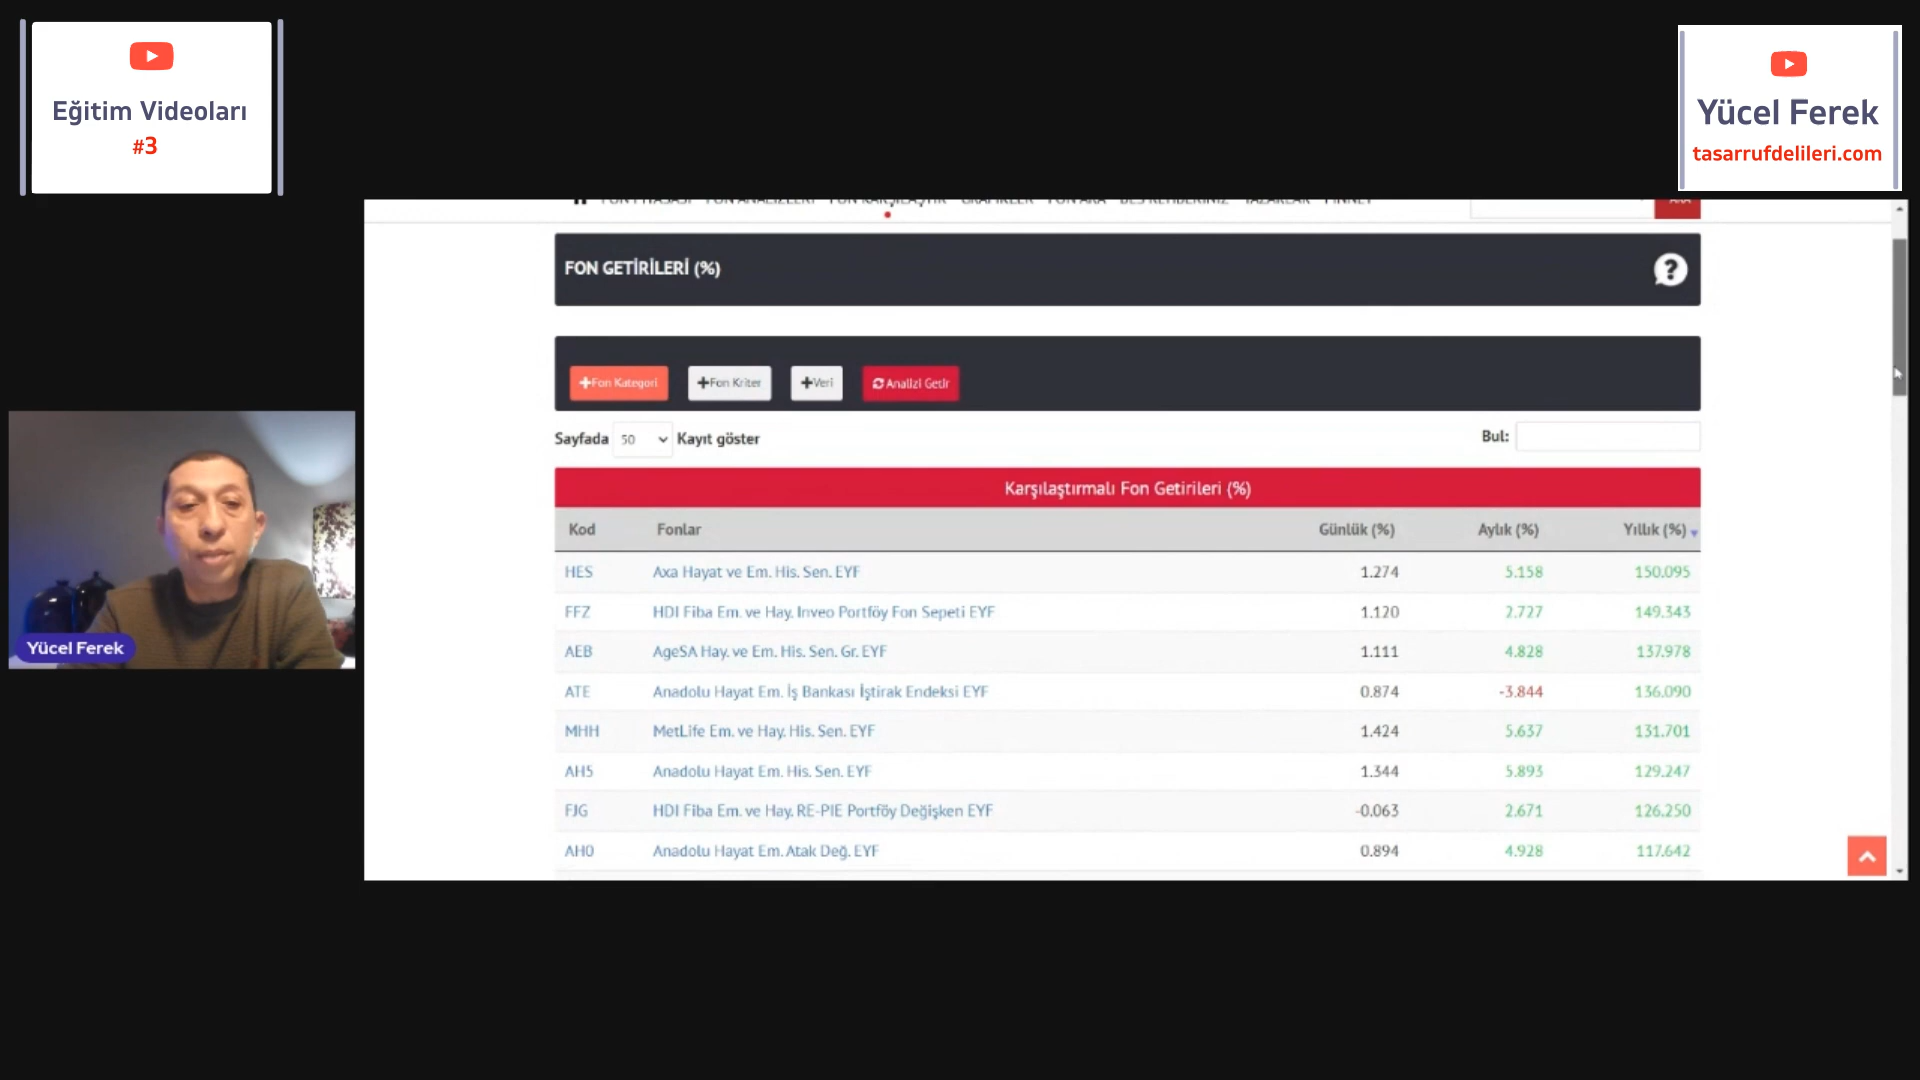 Eğitim Videoları
#3
Yücel Ferek
tasarrufdelileri.com
FON GETİRİLERİ (%)
Fon Kategori
Fon Kriter
Veri
Analizi Getir
Sayfada 50 Kayıt göster
Bul:
Karşılaştırmalı Fon Getirileri (%)
Kod Fonlar Günlük (%) Aylık (%) Yıllık (%)
HES Axa Hayat ve Em. His. Sen. EYF 1.274 5.158 150.095
FFZ HDI Fiba Em. ve Hay. Inveo Portföy Fon Sepeti EYF 1.120 2.727 149.343
AEB AgeSA Hay. ve Em. His. Sen. Gr. EYF 1.111 4.828 137.978
ATE Anadolu Hayat Em. İş Bankası İştirak Endeksi EYF 0.874 -3.844 136.090
MHH MetLife Em. ve Hay. His. Sen. EYF 1.424 5.637 131.701
AH5 Anadolu Hayat Em. His. Sen. EYF 1.344 5.893 129.247
FJG HDI Fiba Em. ve Hay. RE-PIE Portföy Değişken EYF -0.063 2.671 126.250
AH0 Anadolu Hayat Em. Atak Değ. EYF 0.894 4.928 117.642
Yücel Ferek